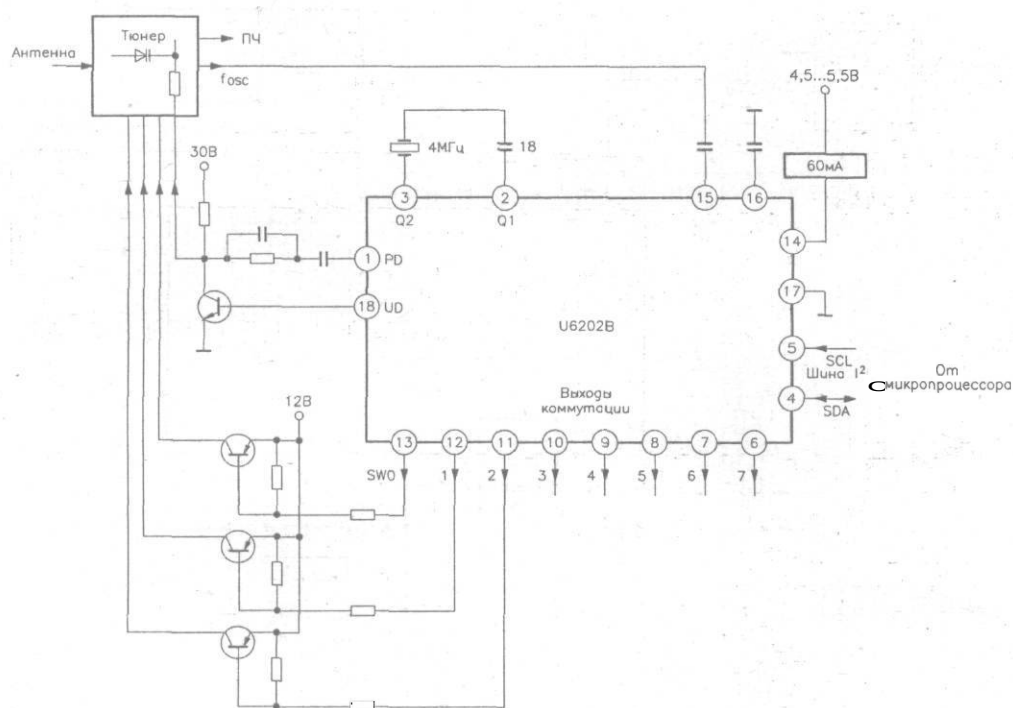 Тюнер
ПЧ
Антенна
fosc
4,5...5,5В
30В
4МГц
18
60мА
3
2
15
16
Q2
Q1
14
1
PD
17
18
UD
U6202В
5
SCL
Шина I²
От
Cмикропроцессора
4
SDA
Выходы
коммутации
12В
13
12
11
10
9
8
7
6
SW0
1
2
3
4
5
6
7